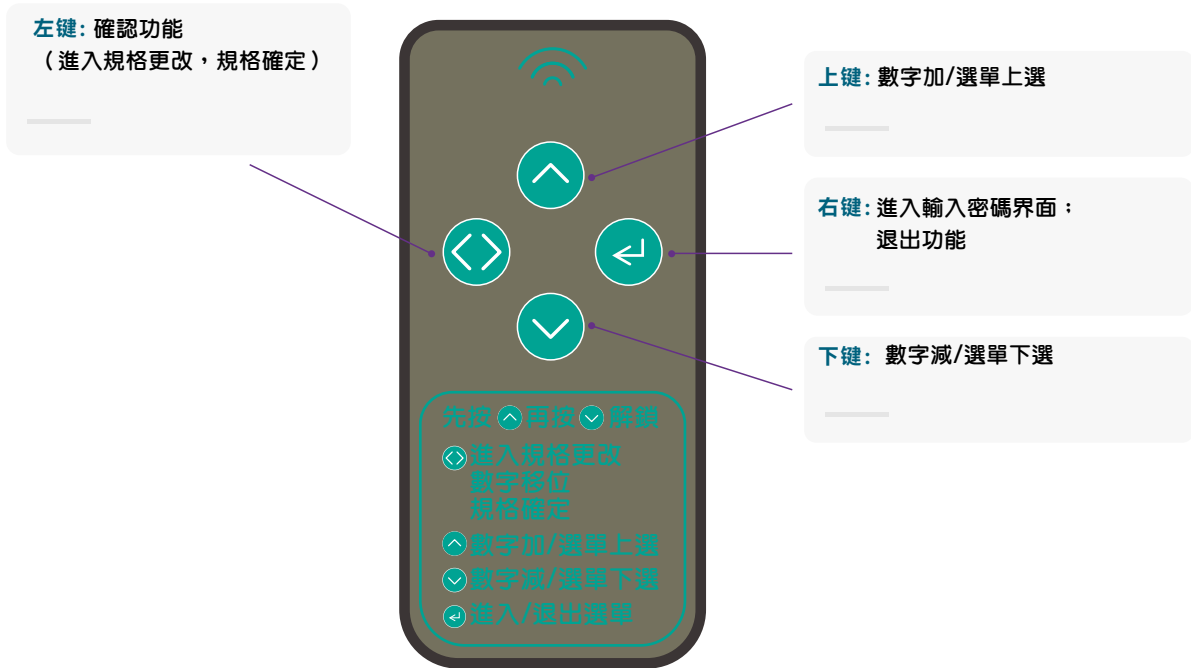 左键: 確認功能
（進入規格更改，規格確定）
上键: 數字加/選單上選
右键: 進入輸入密碼界面；
退出功能
下键: 數字減/選單下選
先按 再按 解鎖
進入規格更改
數字移位
規格確定
數字加/選單上選
數字減/選單下選
進入/退出選單